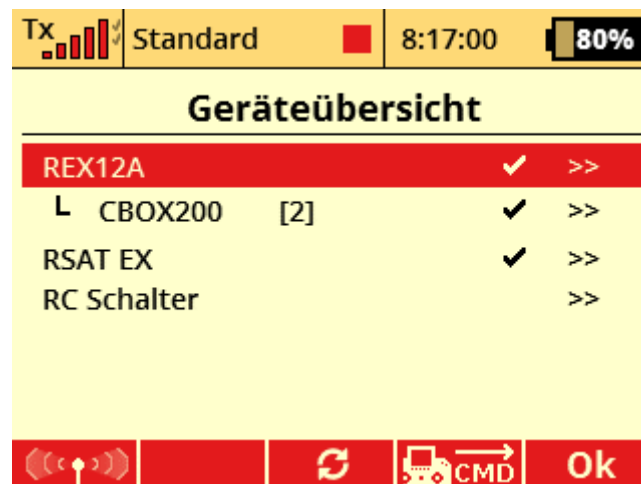 Tx Standard 8:17:00 80%
Geräteübersicht
REX12A >>
L CBOX200 [2] >>
RSAT EX >>
RC Schalter >>
CMD Ok